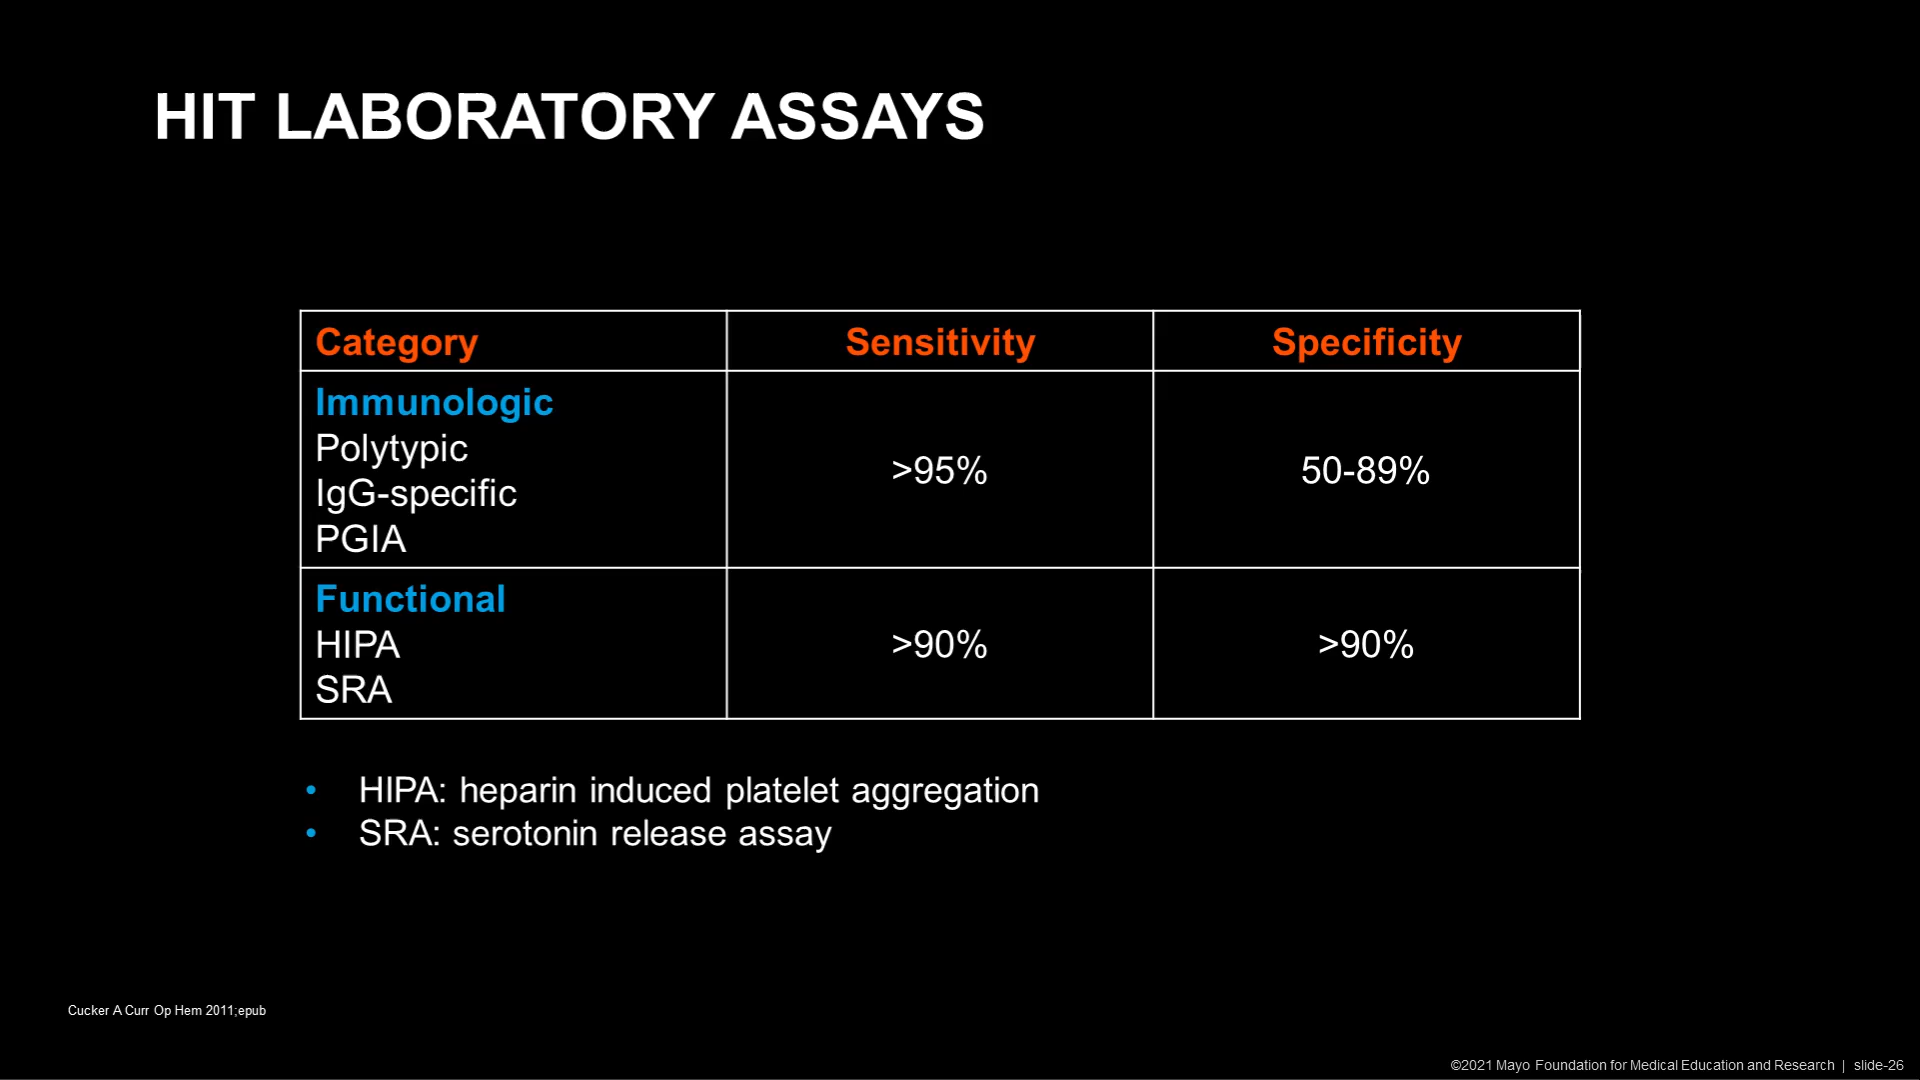 HIT LABORATORY ASSAYS
Category Sensitivity Specificity
Immunologic
Polytypic
IgG-specific
PGIA
>95% 50-89%
Functional
HIPA
SRA
>90% >90%
• HIPA: heparin induced platelet aggregation
• SRA: serotonin release assay
Cucker A Curr Op Hem 2011;epub
©2021 Mayo Foundation for Medical Education and Research | slide-26